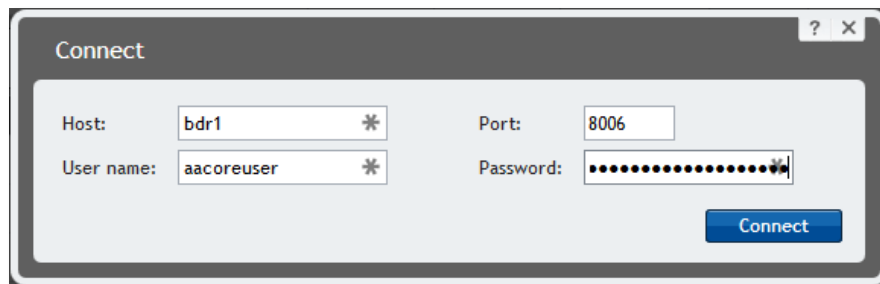 ? ×
Connect
Host: bdr1 * Port: 8006
User name: aacoreuser * Password: ●●●●●●●●●●●●●●●●●●●
Connect